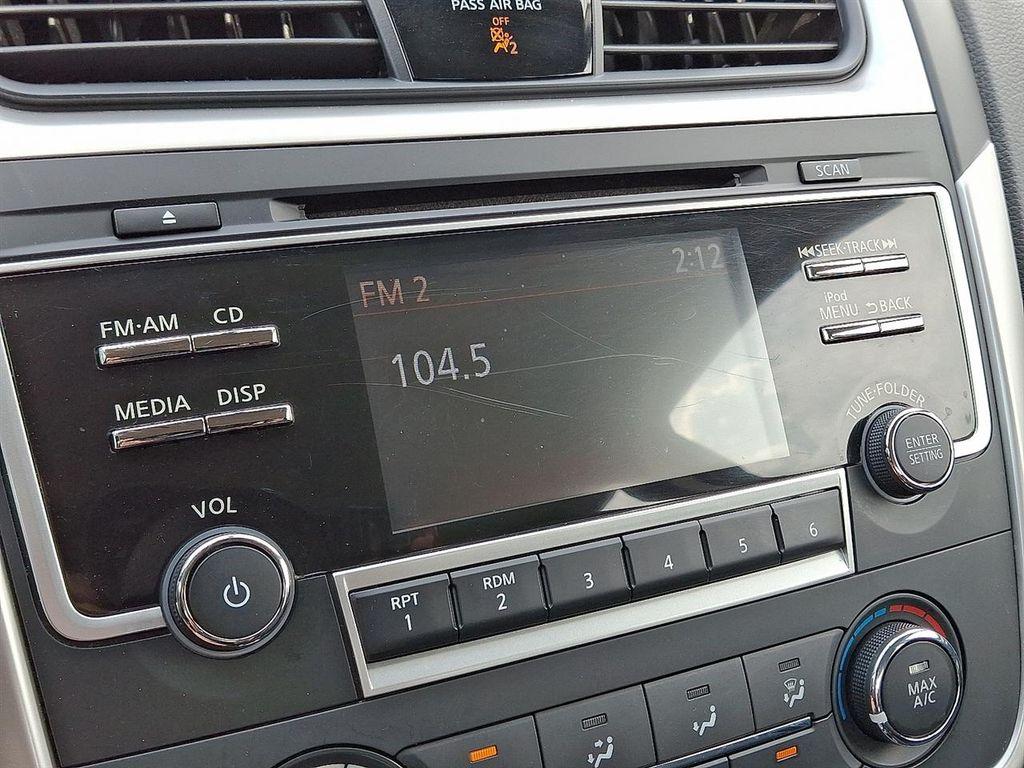 PASS AIR BAG
OFF
2
SCAN
SEEK·TRACK
iPod
MENU BACK
FM 2 2:12
104.5
FM·AM CD
MEDIA DISP
VOL
TUNE·FOLDER
ENTER
SETTING
RPT
1
RDM
2
3
4
5
6
MAX
A/C